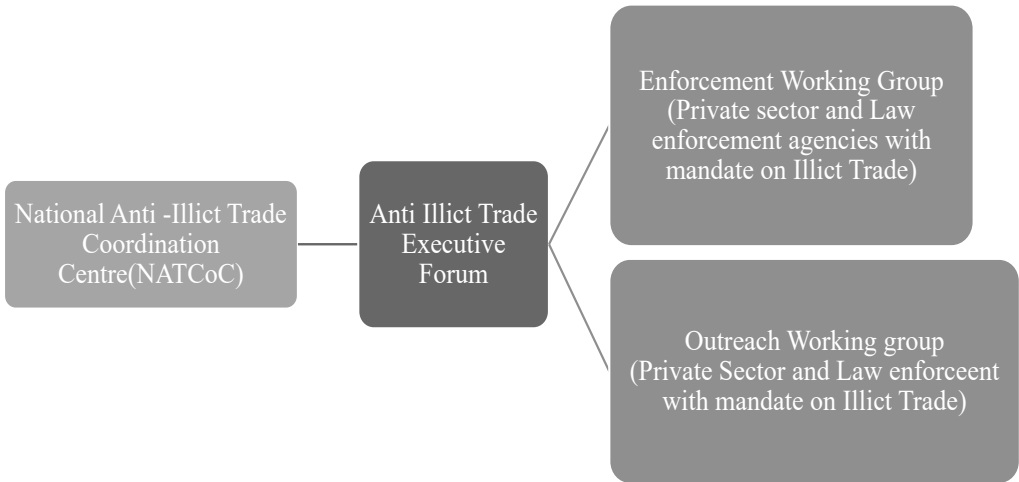 National Anti -Illict Trade
Coordination
Centre(NATCoC)
Anti Illict Trade
Executive
Forum
Enforcement Working Group
(Private sector and Law
enforcement agencies with
mandate on Illict Trade)
Outreach Working group
(Private Sector and Law enforceent
with mandate on Illict Trade)